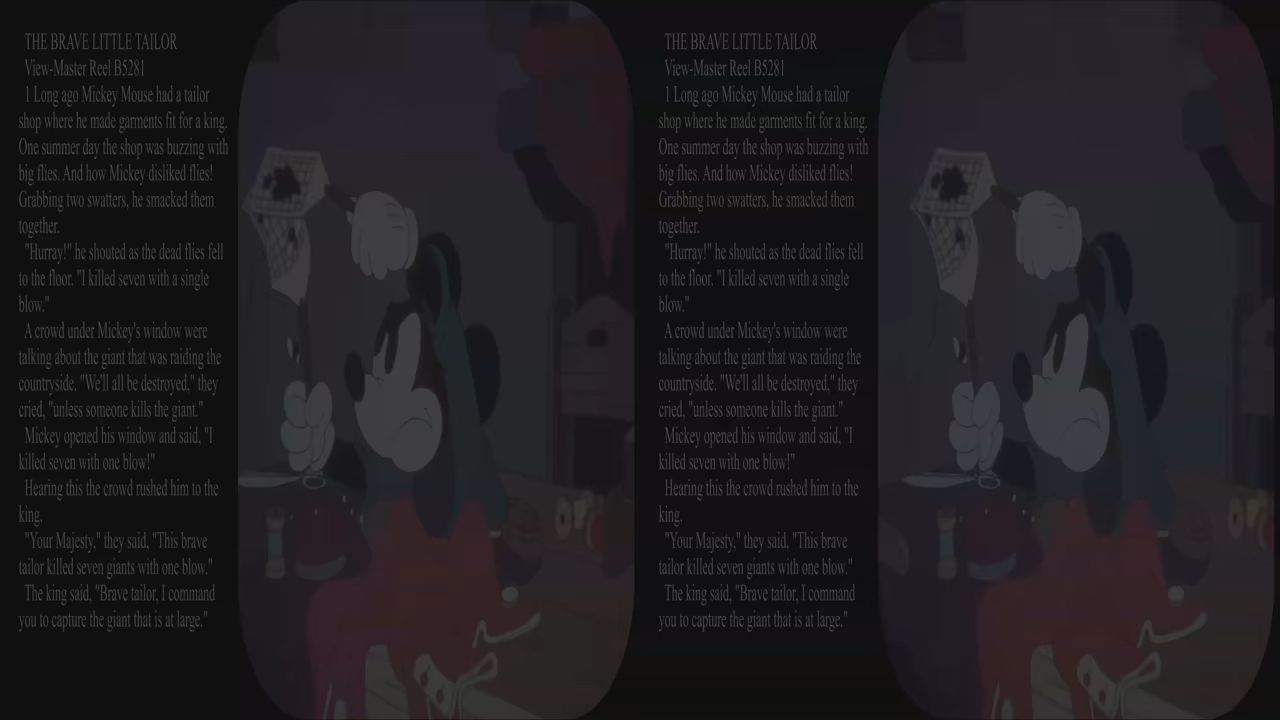 THE BRAVE LITTLE TAILOR
View-Master Reel B5281
1 Long ago Mickey Mouse had a tailor
shop where he made garments fit for a king.
One summer day the shop was buzzing with
big flies. And how Mickey disliked flies!
Grabbing two swatters, he smacked them
together.
"Hurray!" he shouted as the dead flies fell
to the floor. "I killed seven with a single
blow."
A crowd under Mickey's window were
talking about the giant that was raiding the
countryside. "We'll all be destroyed," they
cried, "unless someone kills the giant."
Mickey opened his window and said, "I
killed seven with one blow!"
Hearing this the crowd rushed him to the
king.
"Your Majesty," they said, "This brave
tailor killed seven giants with one blow."
The king said, "Brave tailor, I command
you to capture the giant that is at large."
THE BRAVE LITTLE TAILOR
View-Master Reel B5281
1 Long ago Mickey Mouse had a tailor
shop where he made garments fit for a king.
One summer day the shop was buzzing with
big flies. And how Mickey disliked flies!
Grabbing two swatters, he smacked them
together.
"Hurray!" he shouted as the dead flies fell
to the floor. "I killed seven with a single
blow."
A crowd under Mickey's window were
talking about the giant that was raiding the
countryside. "We'll all be destroyed," they
cried, "unless someone kills the giant."
Mickey opened his window and said, "I
killed seven with one blow!"
Hearing this the crowd rushed him to the
king.
"Your Majesty," they said, "This brave
tailor killed seven giants with one blow."
The king said, "Brave tailor, I command
you to capture the giant that is at large."